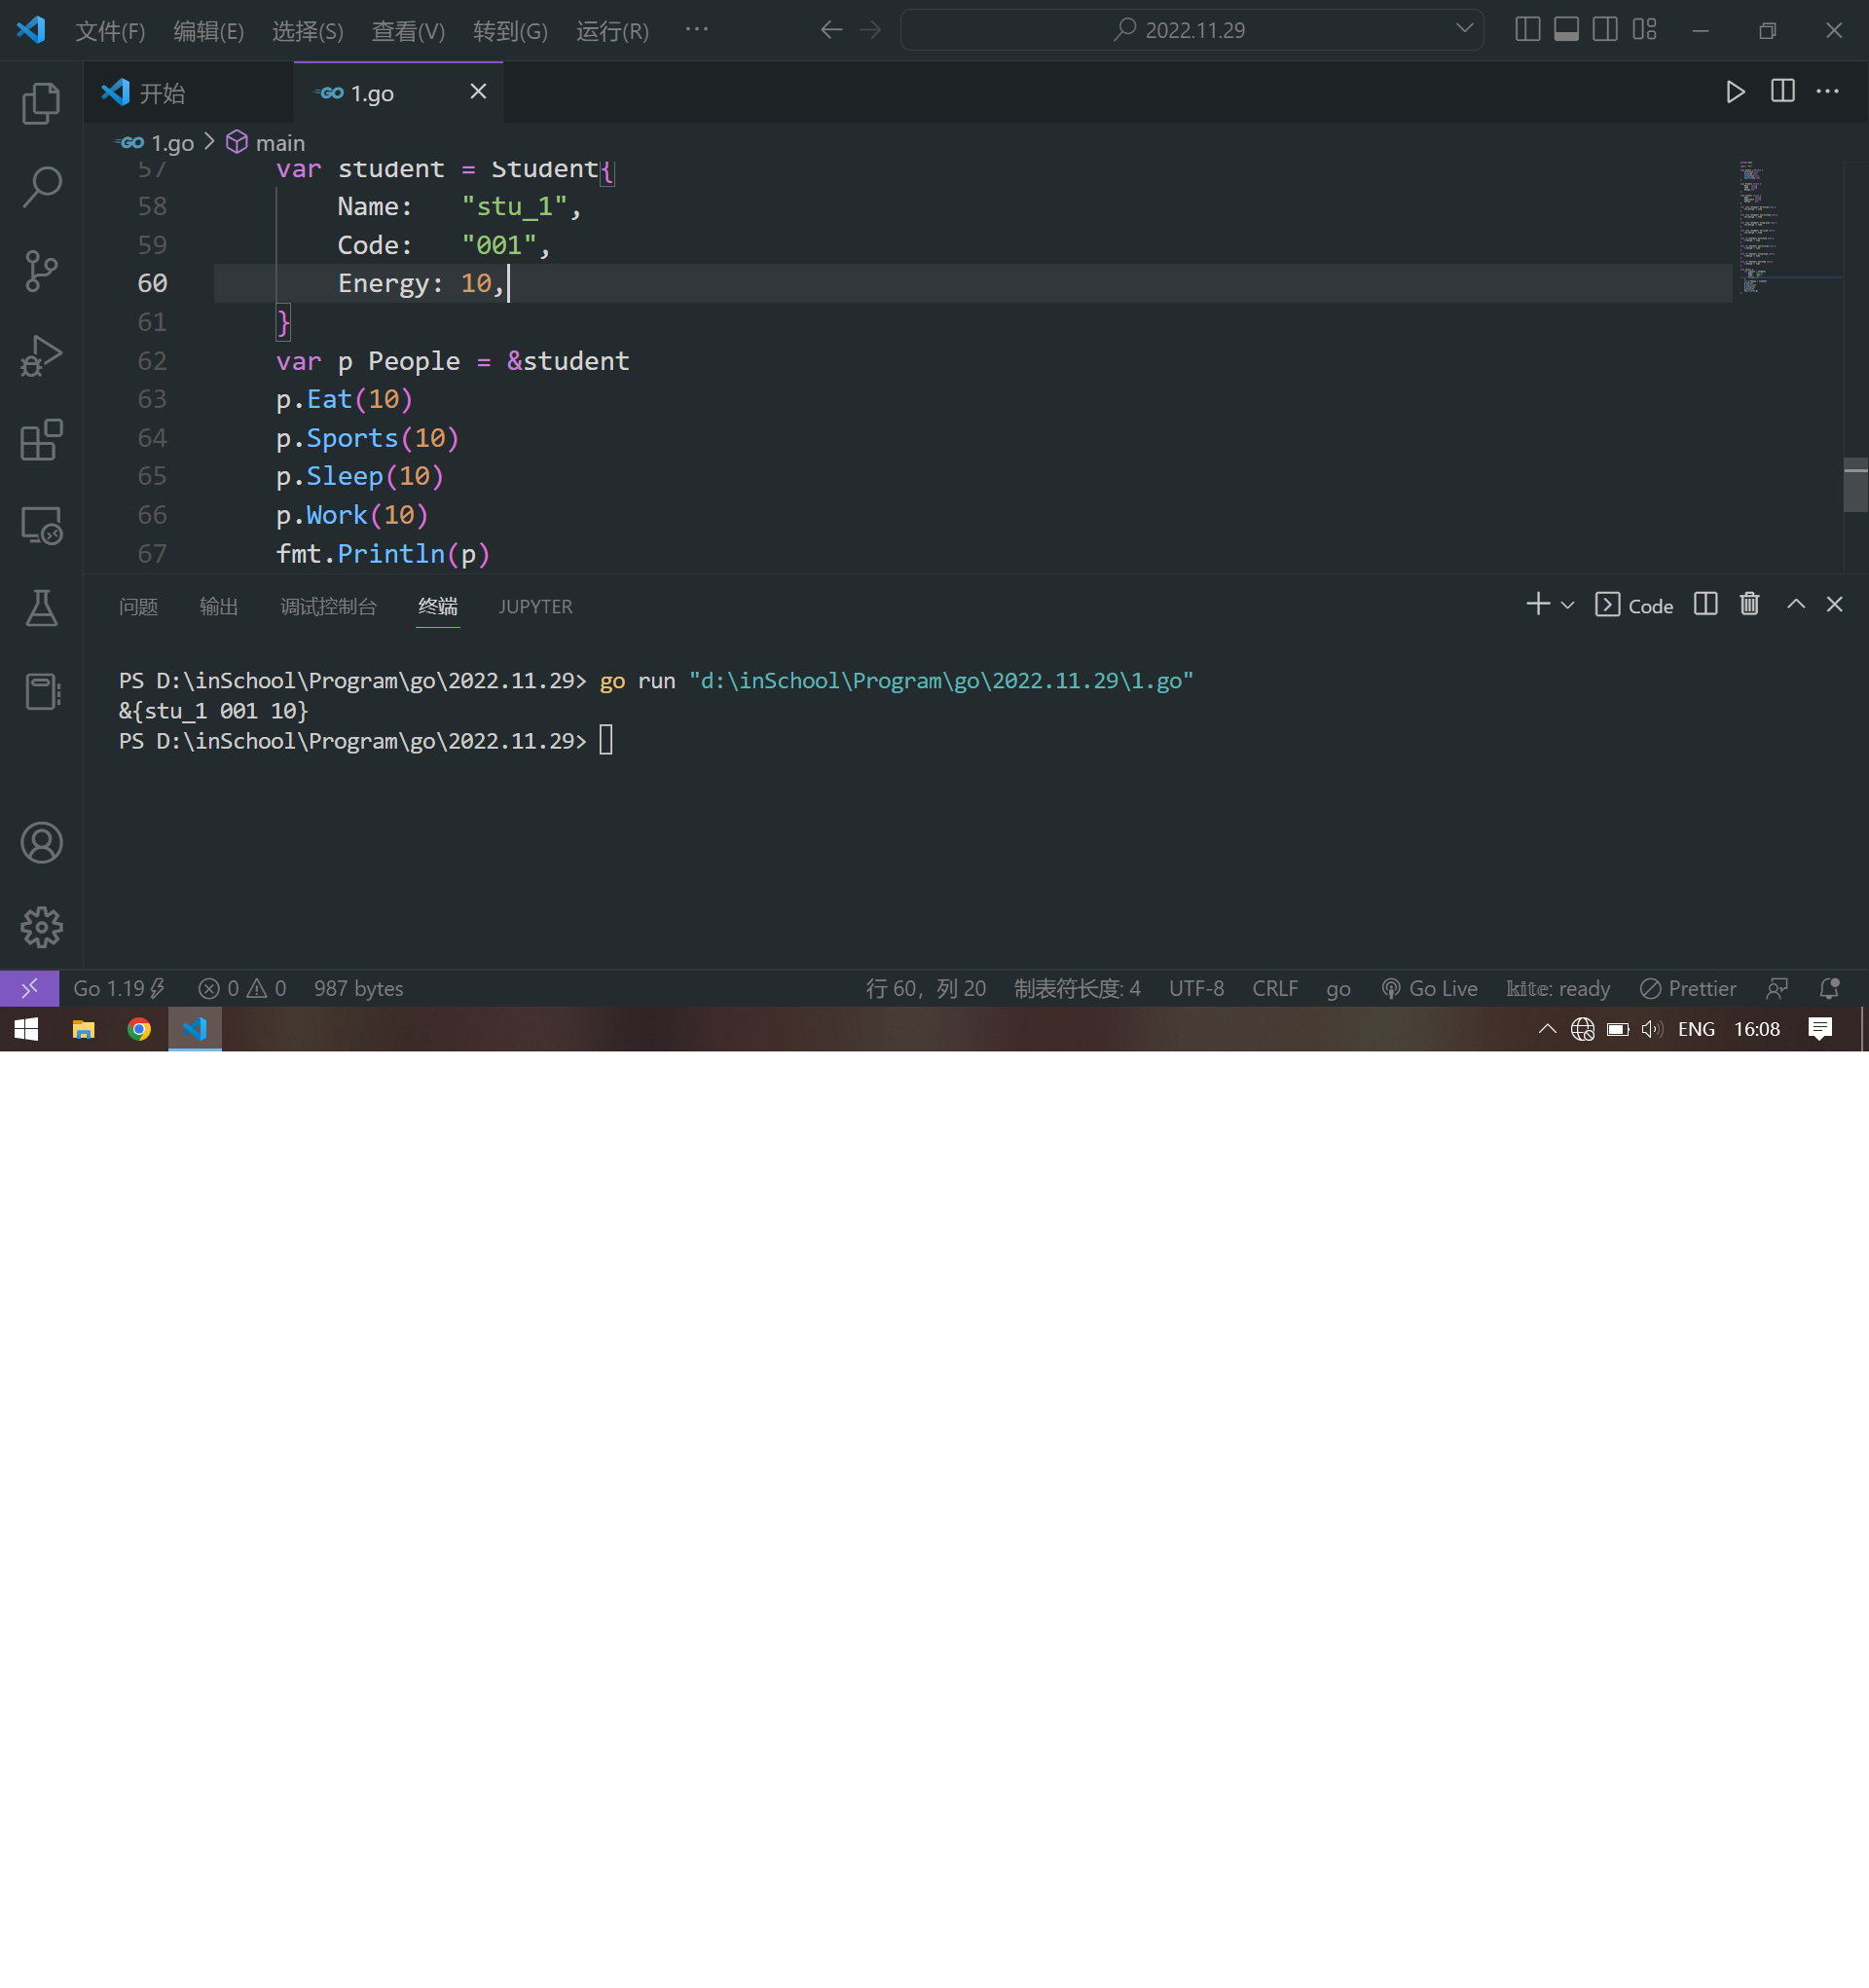 文件(F) 编辑(E) 选择(S) 查看(V) 转到(G) 运行(R) ··· 2022.11.29
开始 GO 1.go
GO 1.go > main
57 var student = Student{
58 Name: "stu_1",
59 Code: "001",
60 Energy: 10,
61 }
62 var p People = &student
63 p.Eat(10)
64 p.Sports(10)
65 p.Sleep(10)
66 p.Work(10)
67 fmt.Println(p)
问题 输出 调试控制台 终端 JUPYTER Code
PS D:\inSchool\Program\go\2022.11.29> go run "d:\inSchool\Program\go\2022.11.29\1.go"
&{stu_1 001 10}
PS D:\inSchool\Program\go\2022.11.29>
Go 1.19 0 0 987 bytes 行 60，列 20 制表符长度: 4 UTF-8 CRLF go Go Live kite: ready Prettier
ENG 16:08